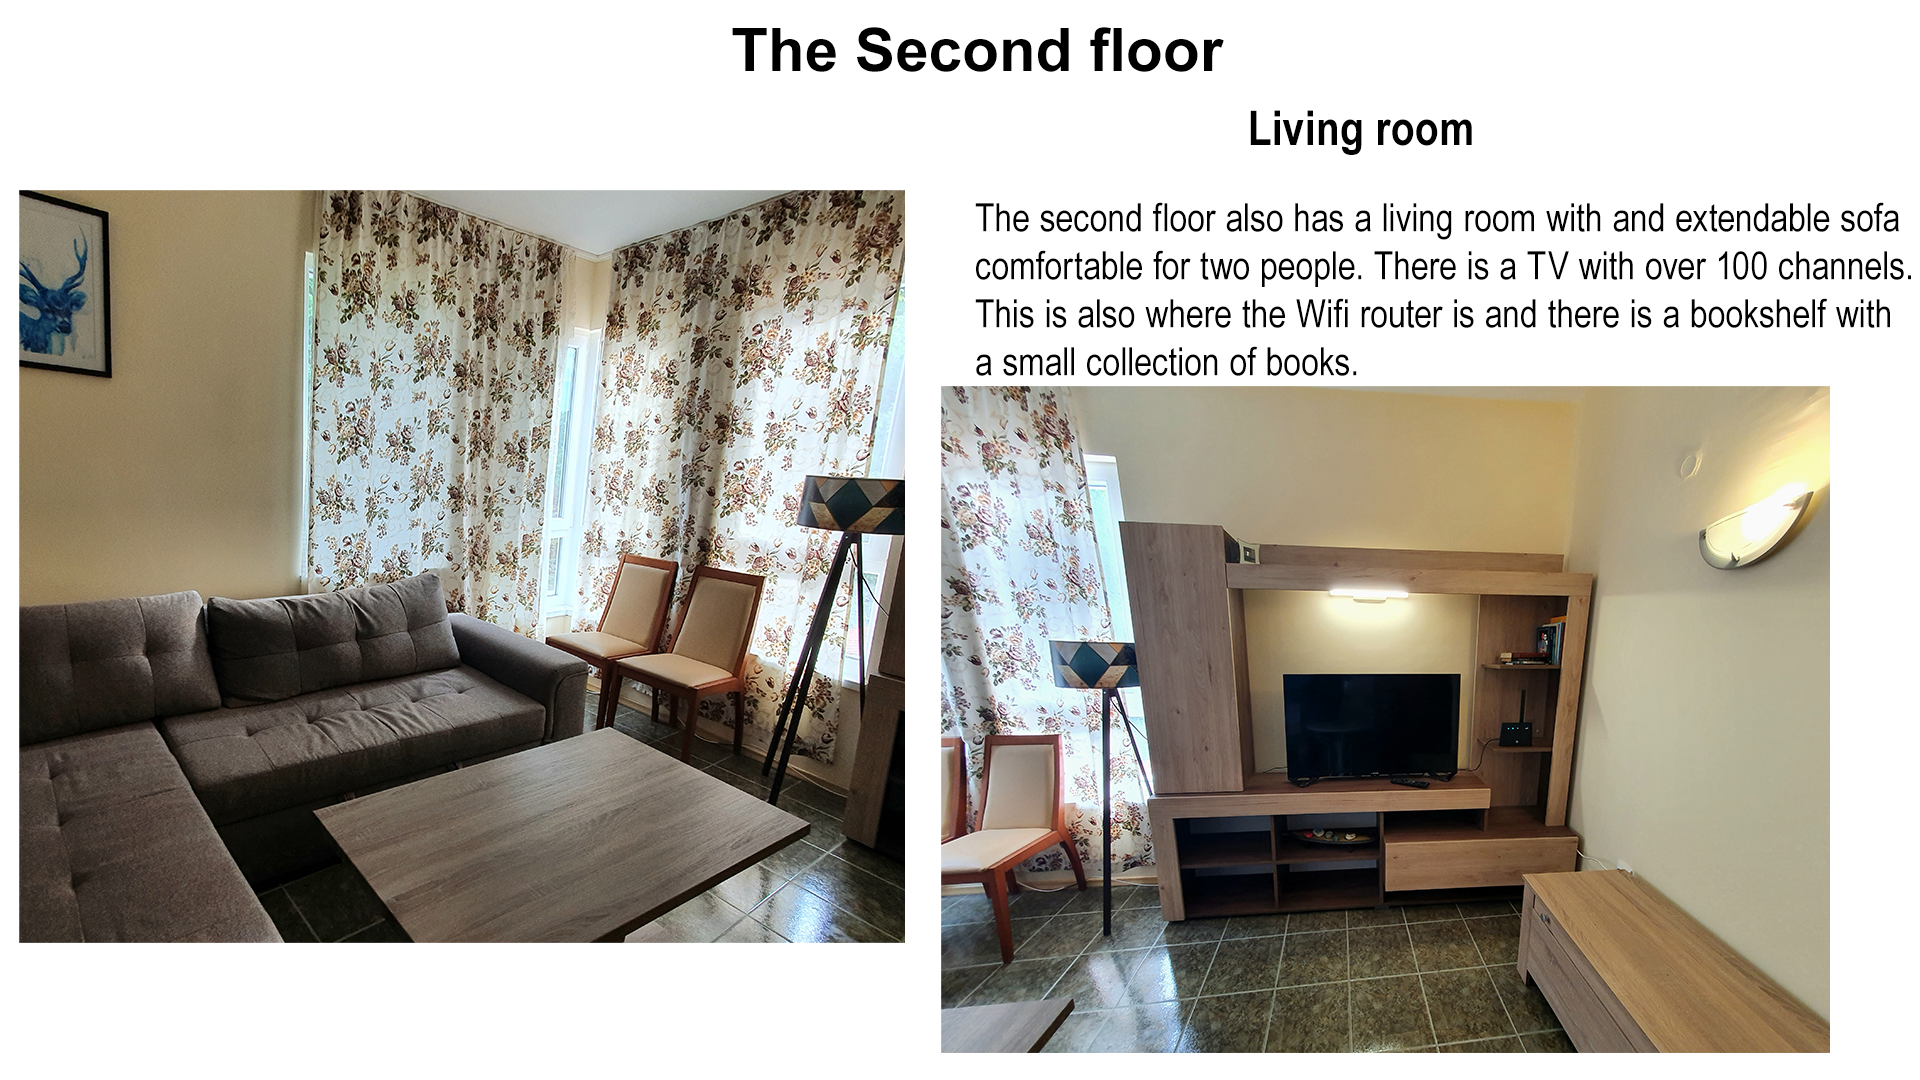 The Second floor
Living room
The second floor also has a living room with and extendable sofa
comfortable for two people. There is a TV with over 100 channels.
This is also where the Wifi router is and there is a bookshelf with
a small collection of books.